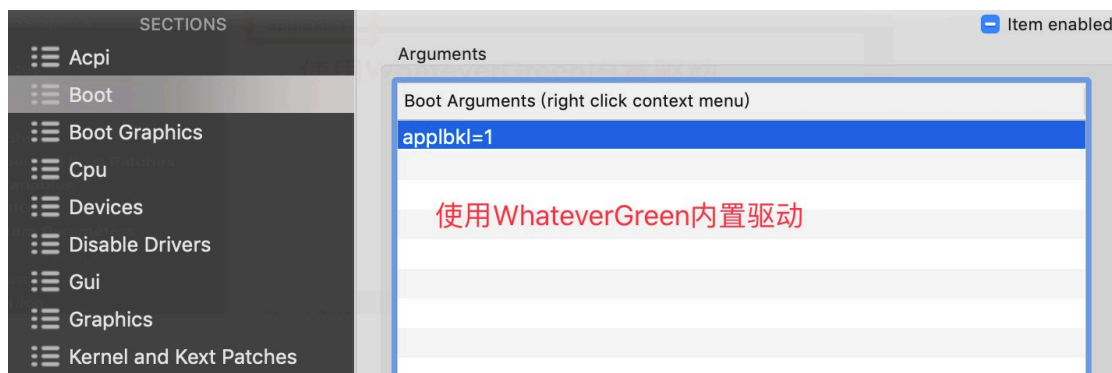 SECTIONS
Acpi
Boot
Boot Graphics
Cpu
Devices
Disable Drivers
Gui
Graphics
Kernel and Kext Patches
Item enabled
Arguments
Boot Arguments (right click context menu)
applbkl=1
使用WhateverGreen内置驱动